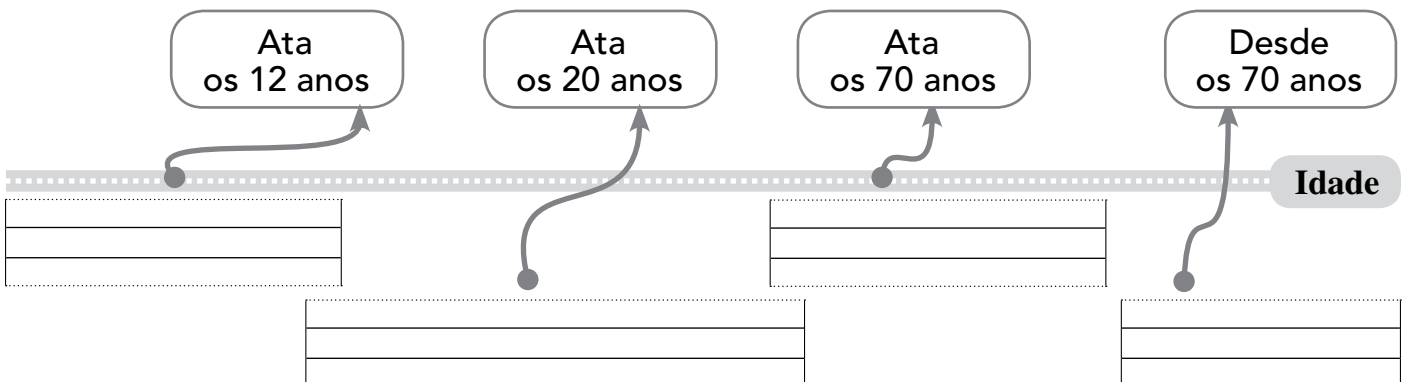 Ata
os 12 anos
Ata
os 20 anos
Ata
os 70 anos
Desde
os 70 anos
Idade